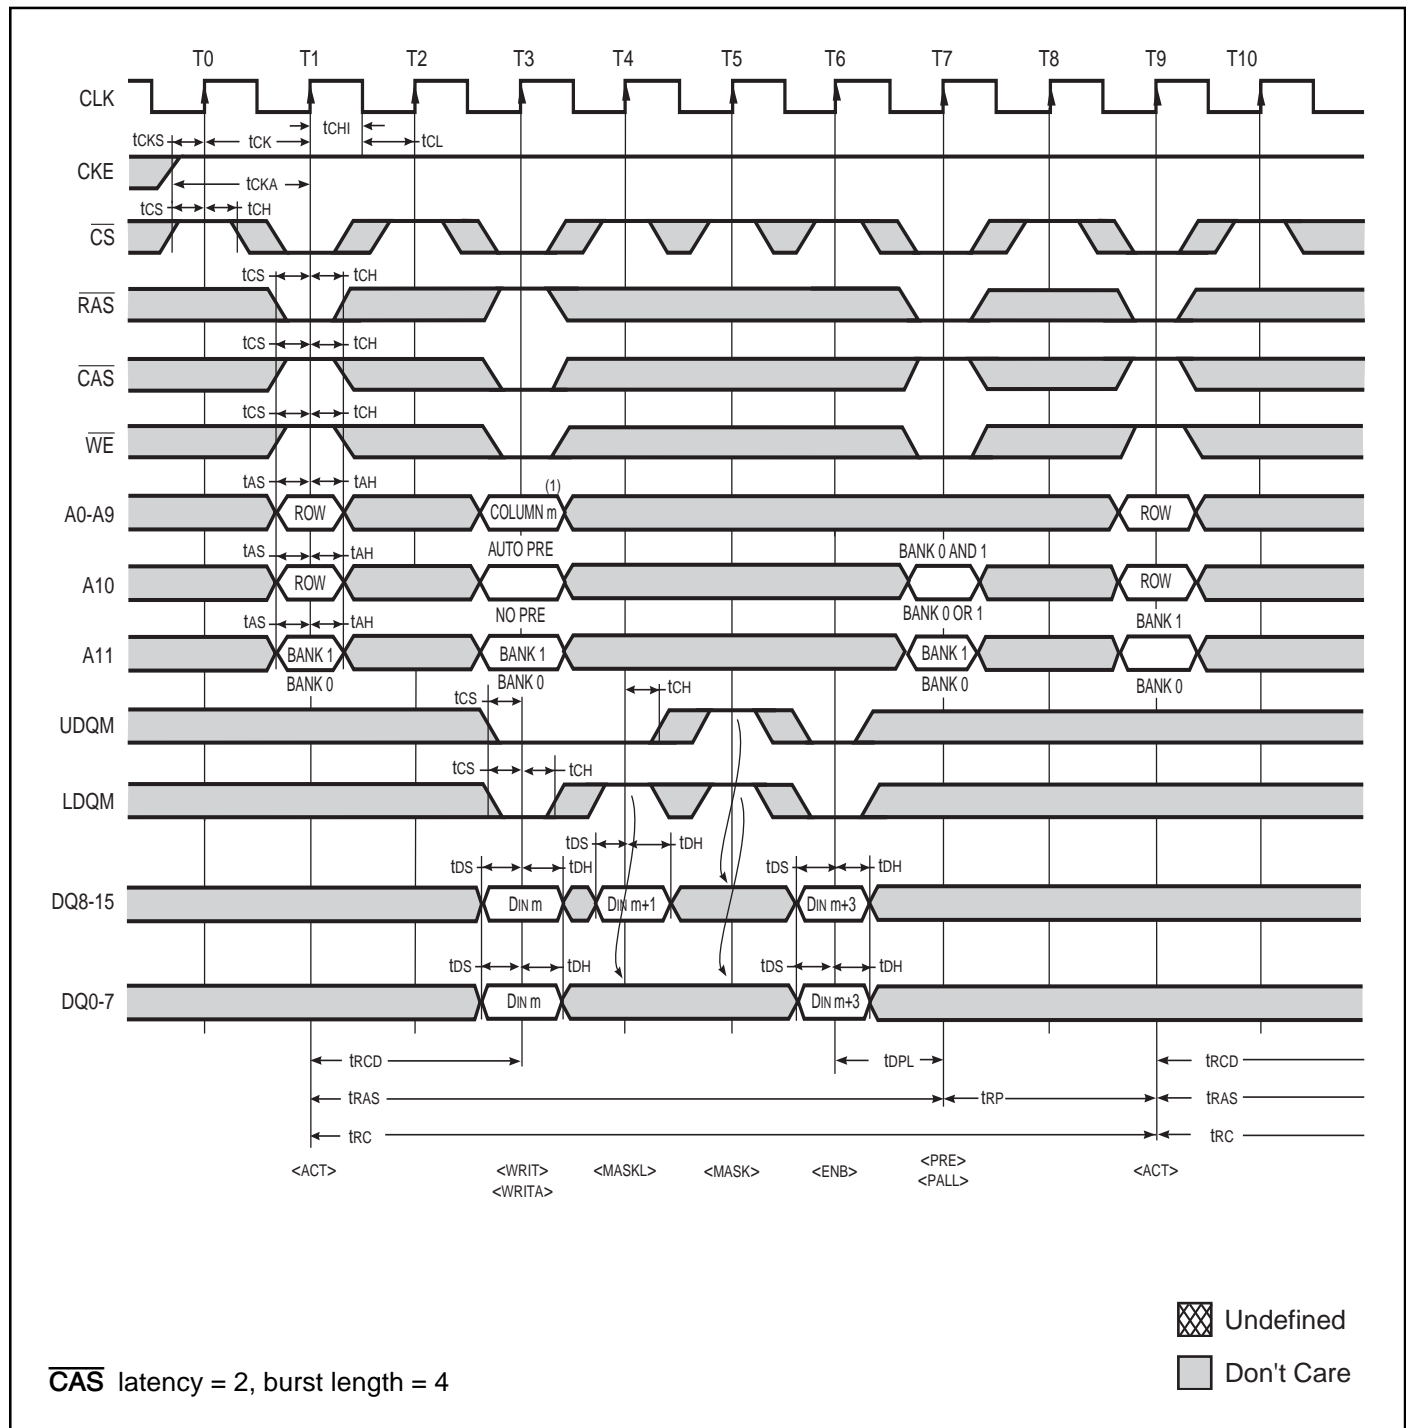 T0 T1 T2 T3 T4 T5 T6 T7 T8 T9 T10
CLK
tCHI
tCKS tCK tCL
CKE
tCKA
tCS tCH
CS
tCS tCH
RAS
tCS tCH
CAS
tCS tCH
WE
tAS tAH (1)
A0-A9 ROW COLUMN m ROW
tAS tAH AUTO PRE BANK 0 AND 1
A10 ROW ROW
NO PRE BANK 0 OR 1 BANK 1
tAS tAH
A11 BANK 1 BANK 1 BANK 1
BANK 0 BANK 0 BANK 0 BANK 0
tCS tCH
UDQM
tCS tCH
LDQM
tDS tDH tDS tDH tDS tDH
DQ8-15 DIN m DIN m+1 DIN m+3
tDS tDH tDS tDH
DQ0-7 DIN m DIN m+3
tRCD tDPL tRCD
tRAS tRP tRAS
tRC tRC
<ACT> <WRIT> <MASKL> <MASK> <ENB> <PRE> <ACT>
<WRITA> <PALL>
Undefined
Don't Care
CAS latency = 2, burst length = 4